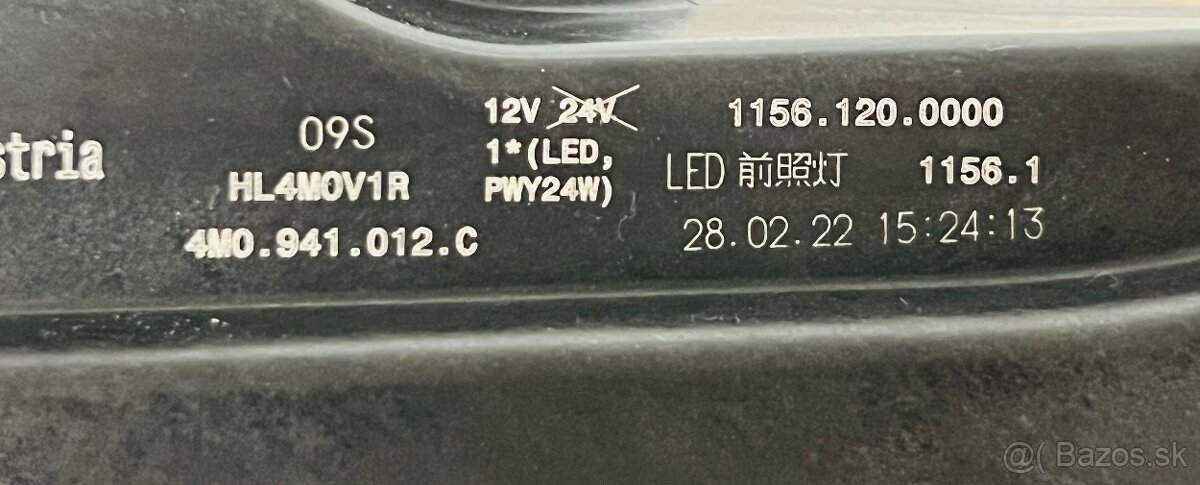 stria
09S
HL4M0V1R
4M0.941.012.C
12V 24V
1*(LED,
PWY24W)
1156.120.0000
LED 前照灯 1156.1
28.02.22 15:24:13
@( Bazos.sk